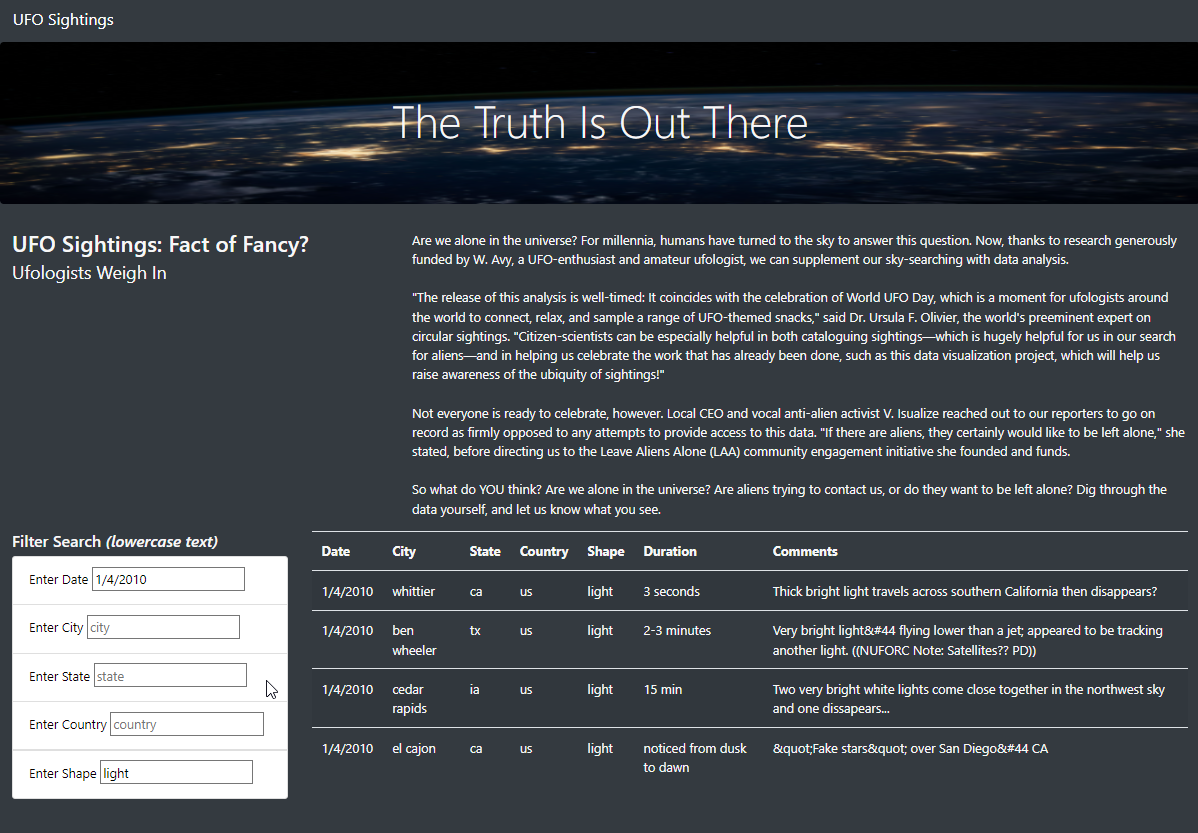 UFO Sightings
The Truth Is Out There
UFO Sightings: Fact of Fancy?
Ufologists Weigh In
Are we alone in the universe? For millennia, humans have turned to the sky to answer this question. Now, thanks to research generously
funded by W. Avy, a UFO-enthusiast and amateur ufologist, we can supplement our sky-searching with data analysis.
"The release of this analysis is well-timed: It coincides with the celebration of World UFO Day, which is a moment for ufologists around
the world to connect, relax, and sample a range of UFO-themed snacks," said Dr. Ursula F. Olivier, the world's preeminent expert on
circular sightings. "Citizen-scientists can be especially helpful in both cataloguing sightings—which is hugely helpful for us in our search
for aliens—and in helping us celebrate the work that has already been done, such as this data visualization project, which will help us
raise awareness of the ubiquity of sightings!"
Not everyone is ready to celebrate, however. Local CEO and vocal anti-alien activist V. Isualize reached out to our reporters to go on
record as firmly opposed to any attempts to provide access to this data. "If there are aliens, they certainly would like to be left alone," she
stated, before directing us to the Leave Aliens Alone (LAA) community engagement initiative she founded and funds.
So what do YOU think? Are we alone in the universe? Are aliens trying to contact us, or do they want to be left alone? Dig through the
data yourself, and let us know what you see.
Filter Search (lowercase text)
Enter Date 1/4/2010
Enter City city
Enter State state
Enter Country country
Enter Shape light
Date City State Country Shape Duration Comments
1/4/2010 whittier ca us light 3 seconds Thick bright light travels across southern California then disappears?
1/4/2010 ben tx us light 2-3 minutes Very bright light&#44 flying lower than a jet; appeared to be tracking
wheeler another light. ((NUFORC Note: Satellites?? PD))
1/4/2010 cedar ia us light 15 min Two very bright white lights come close together in the northwest sky
rapids and one dissapears...
1/4/2010 el cajon ca us light noticed from dusk &quot;Fake stars&quot; over San Diego&#44 CA
to dawn